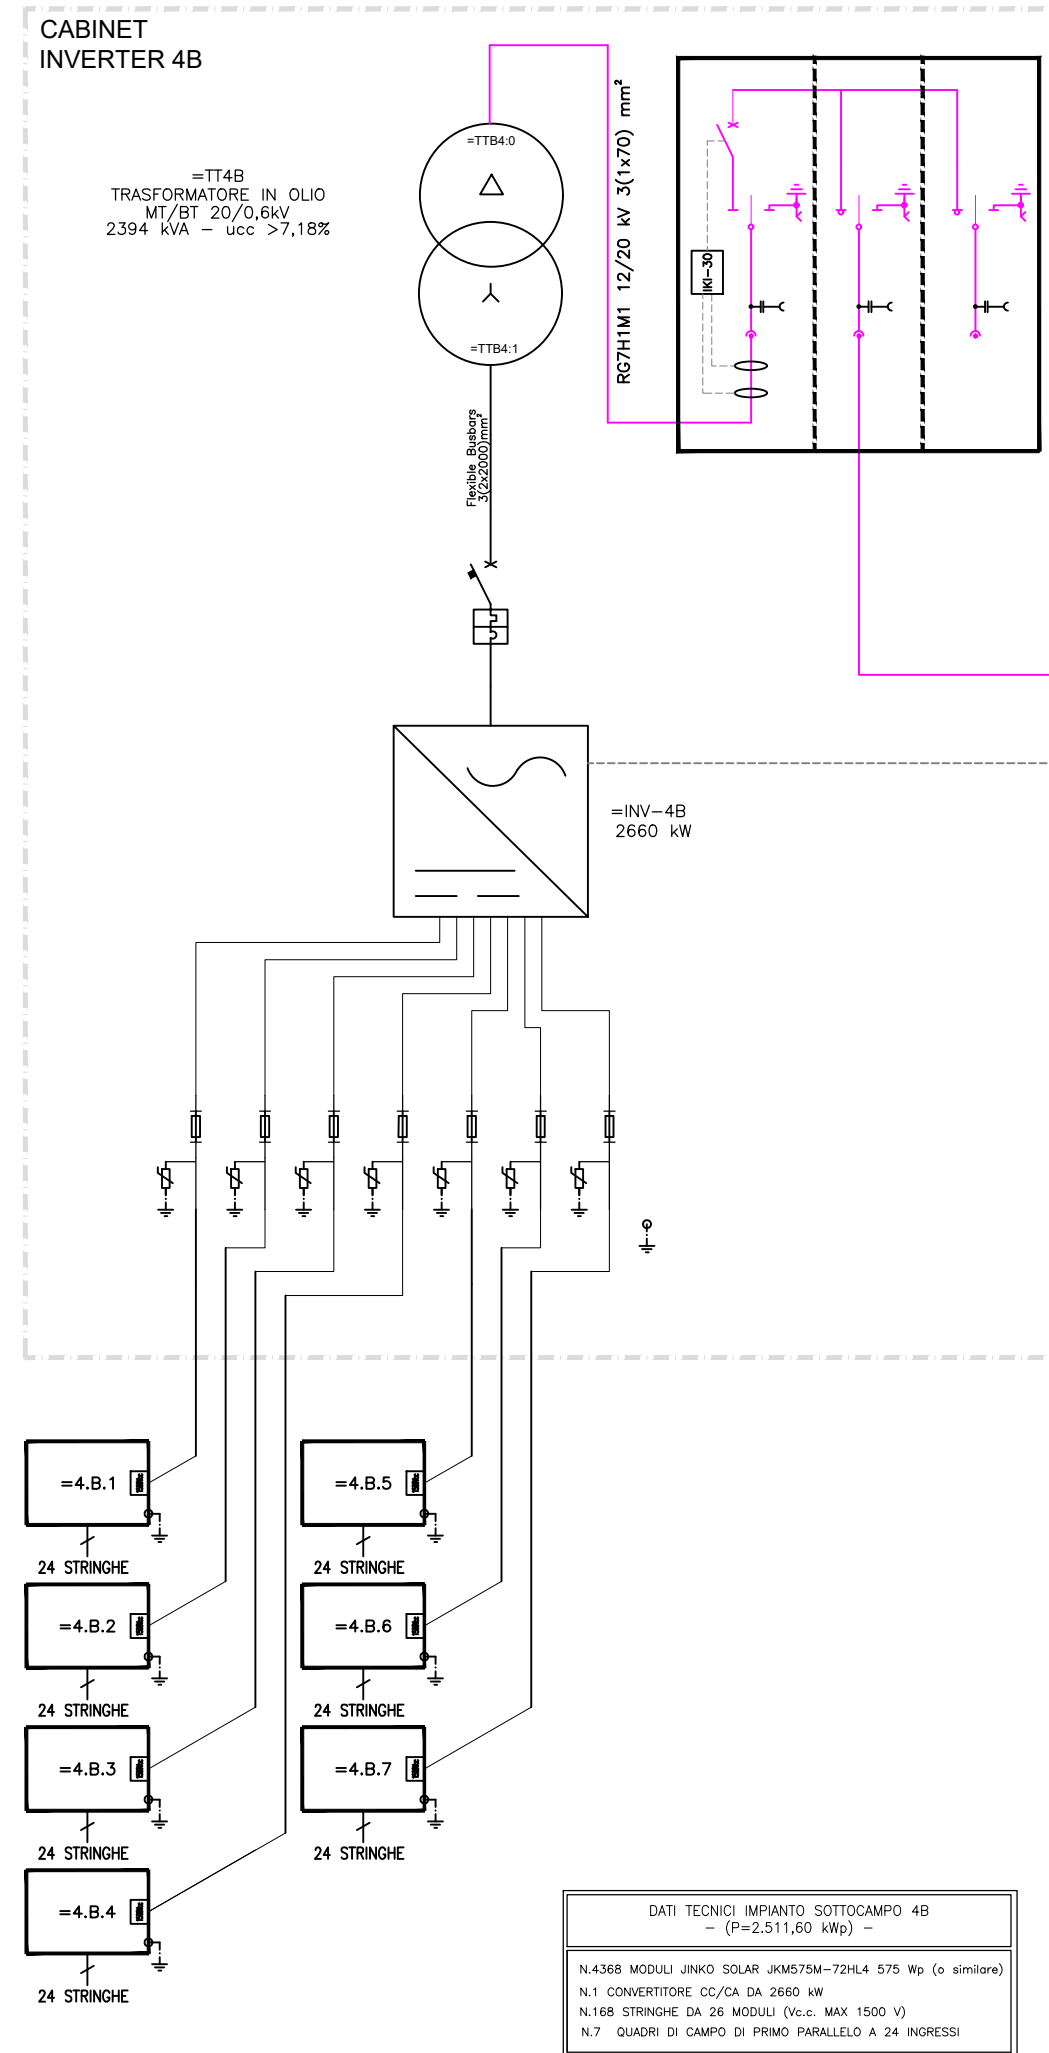 CABINET
INVERTER 4B
=TT4B
TRASFORMATORE IN OLIO
MT/BT 20/0,6kV
2394 kVA – ucc >7,18%
=TTB4:0
=TTB4:1
RG7H1M1 12/20 kV 3(1x70) mm²
IKI-30
Flexible Busbars
3(2x2000)mm²
=INV-4B
2660 kW
=4.B.1
24 STRINGHE
=4.B.2
24 STRINGHE
=4.B.3
24 STRINGHE
=4.B.4
24 STRINGHE
=4.B.5
24 STRINGHE
=4.B.6
24 STRINGHE
=4.B.7
24 STRINGHE
DATI TECNICI IMPIANTO SOTTOCAMPO 4B
– (P=2.511,60 kWp) –
N.4368 MODULI JINKO SOLAR JKM575M-72HL4 575 Wp (o similare)
N.1 CONVERTITORE CC/CA DA 2660 kW
N.168 STRINGHE DA 26 MODULI (Vc.c. MAX 1500 V)
N.7 QUADRI DI CAMPO DI PRIMO PARALLELO A 24 INGRESSI